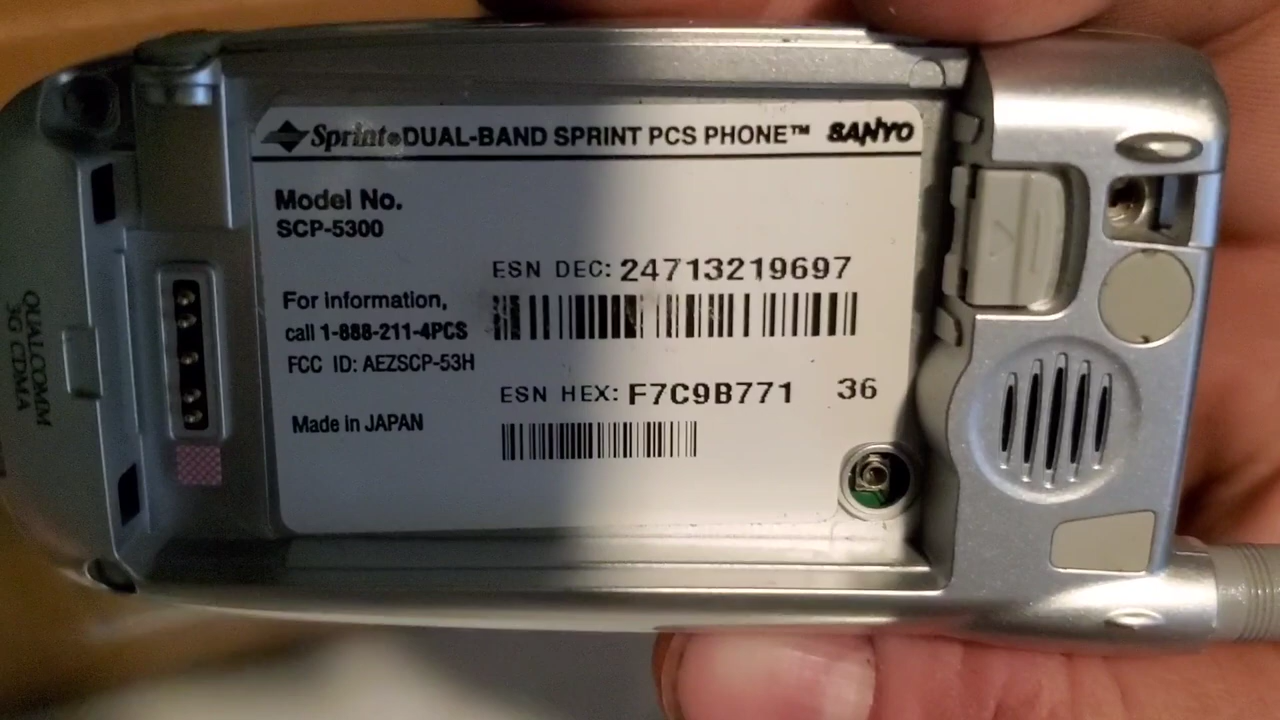 Sprint® DUAL-BAND SPRINT PCS PHONE™ SANYO
Model No.
SCP-5300
ESN DEC: 24713219697
For information,
call 1-888-211-4PCS
FCC ID: AEZSCP-53H
ESN HEX: F7C9B771 36
Made in JAPAN
QUALCOMM
3G CDMA